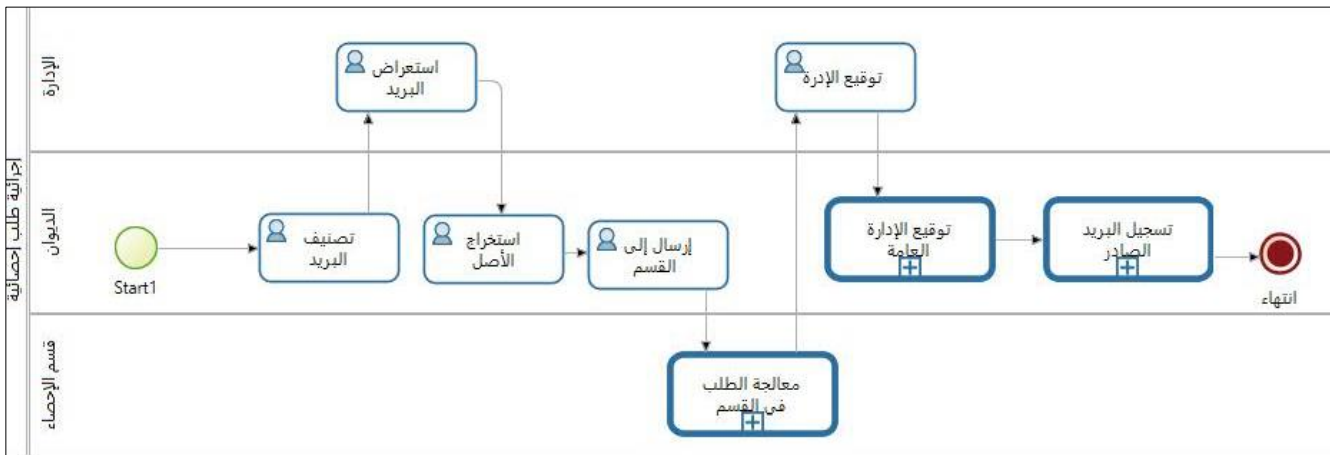 إجرائية طلب إحصائية
الإدارة
استعراض
البريد
توقيع الإدرة
الديوان
Start1
تصنيف
البريد
استخراج
الأصل
إرسال إلى
القسم
توقيع الإدارة
العامة
تسجيل البريد
الصادر
انتهاء
قسم الإحصاء
معالجة الطلب
في القسم